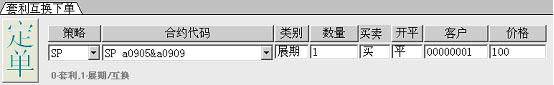 套利互换下单
定单
策略 合约代码 类别 数量 买卖 开平 客户 价格
SP SP a0905&a0909 展期 1 买 平 00000001 100
0-套利,1-展期/互换